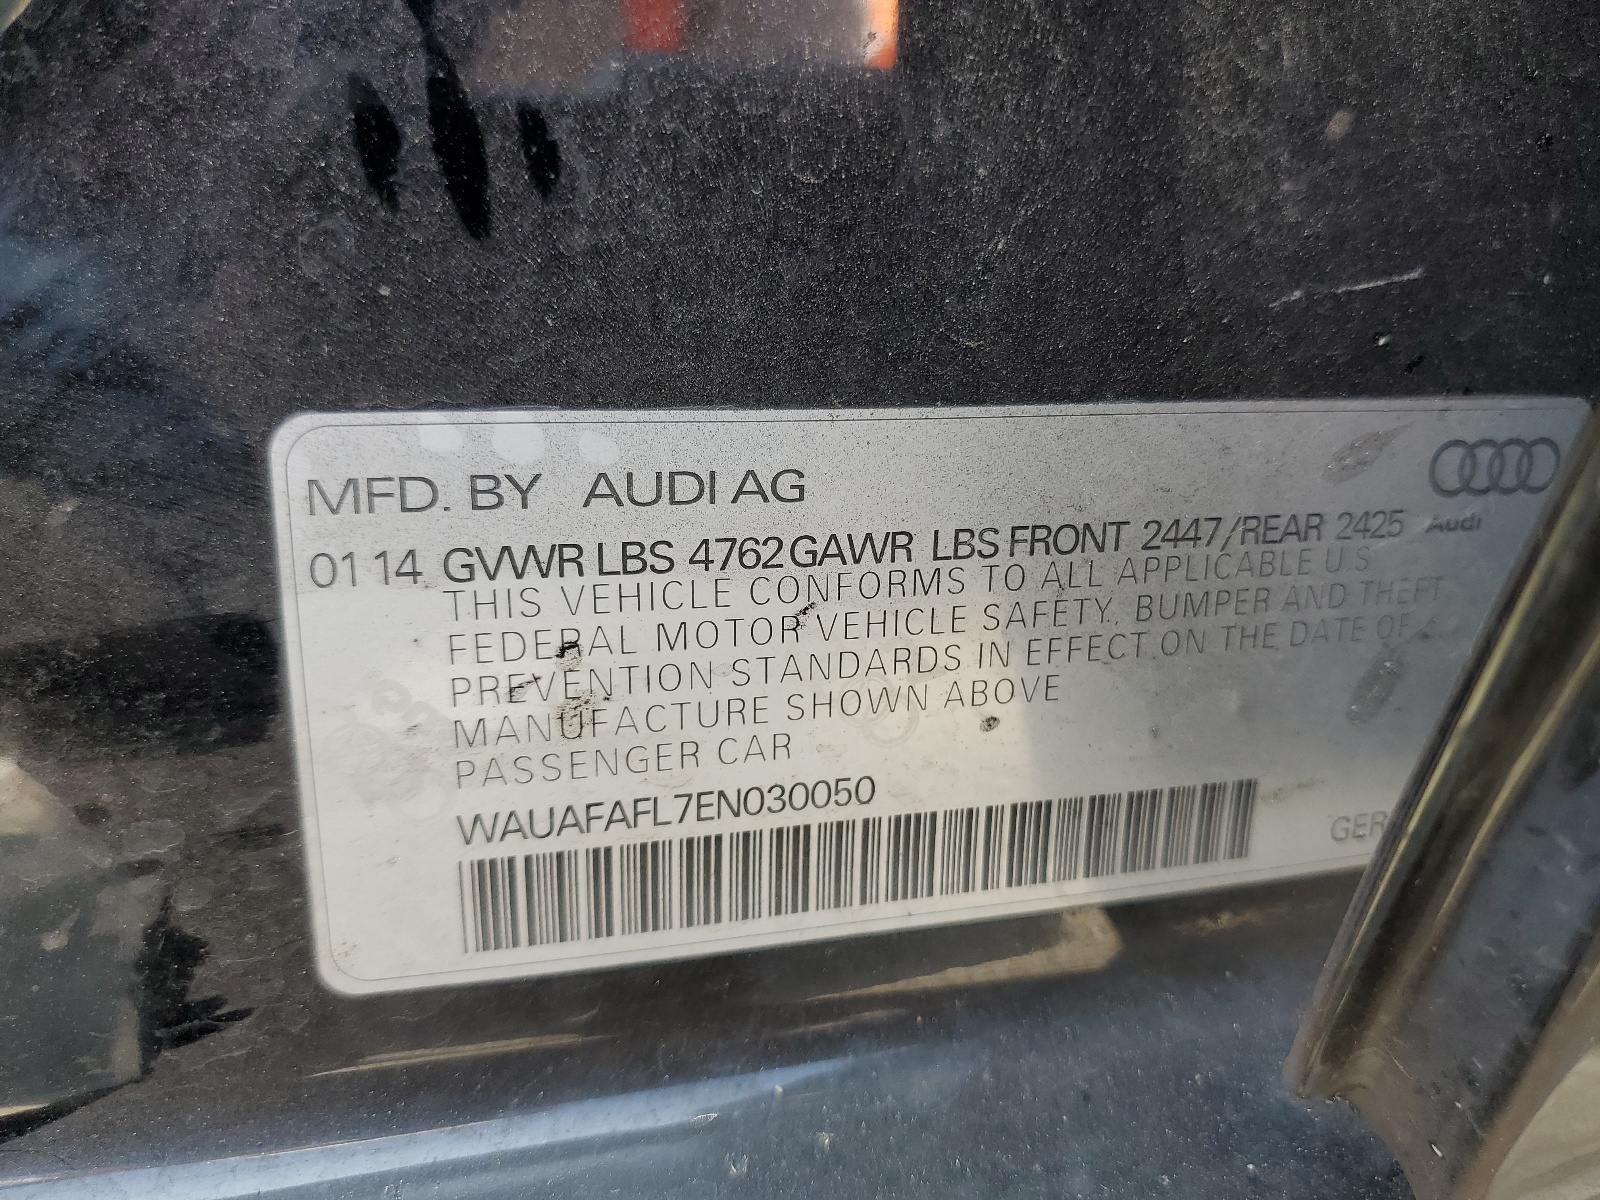 MFD. BY AUDI AG
01 14 GVWR LBS 4762 GAWR LBS FRONT 2447/REAR 2425 Audi
THIS VEHICLE CONFORMS TO ALL APPLICABLE U.S
FEDERAL MOTOR VEHICLE SAFETY, BUMPER AND THEFT
PREVENTION STANDARDS IN EFFECT ON THE DATE OF
MANUFACTURE SHOWN ABOVE
PASSENGER CAR
WAUAFAFL7EN030050